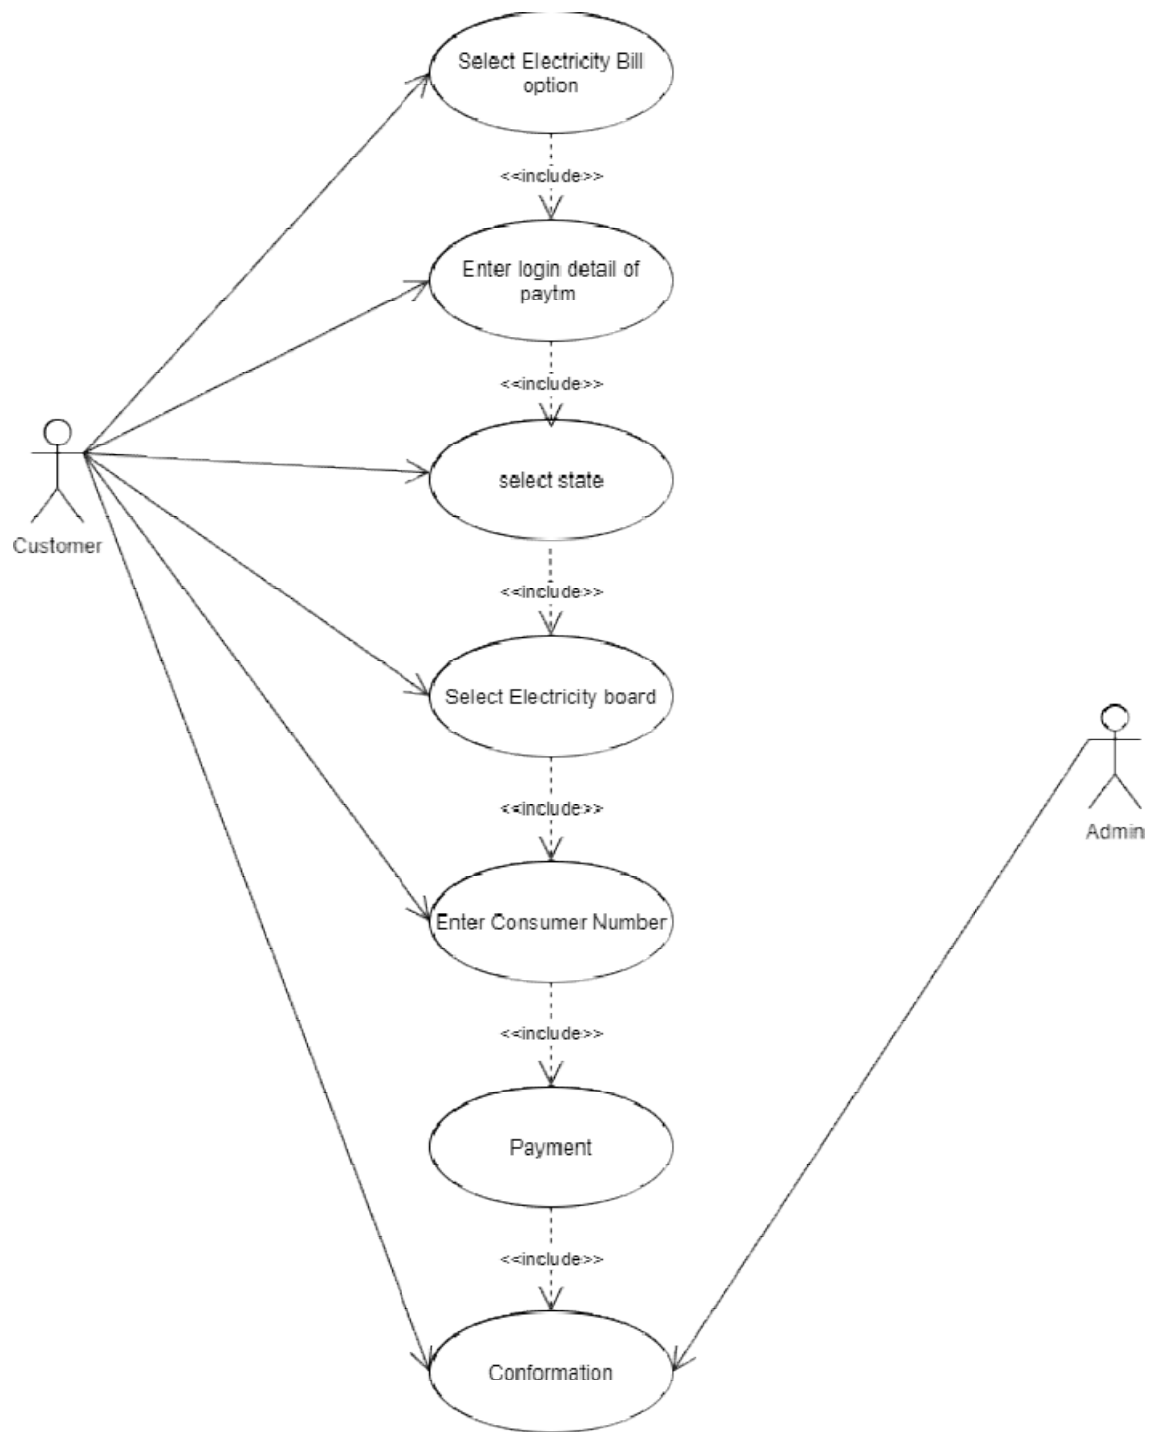 Select Electricity Bill
option
<<include>>
Enter login detail of
paytm
<<include>>
select state
Customer
<<include>>
Select Electricity board
<<include>>
Admin
Enter Consumer Number
<<include>>
Payment
<<include>>
Conformation